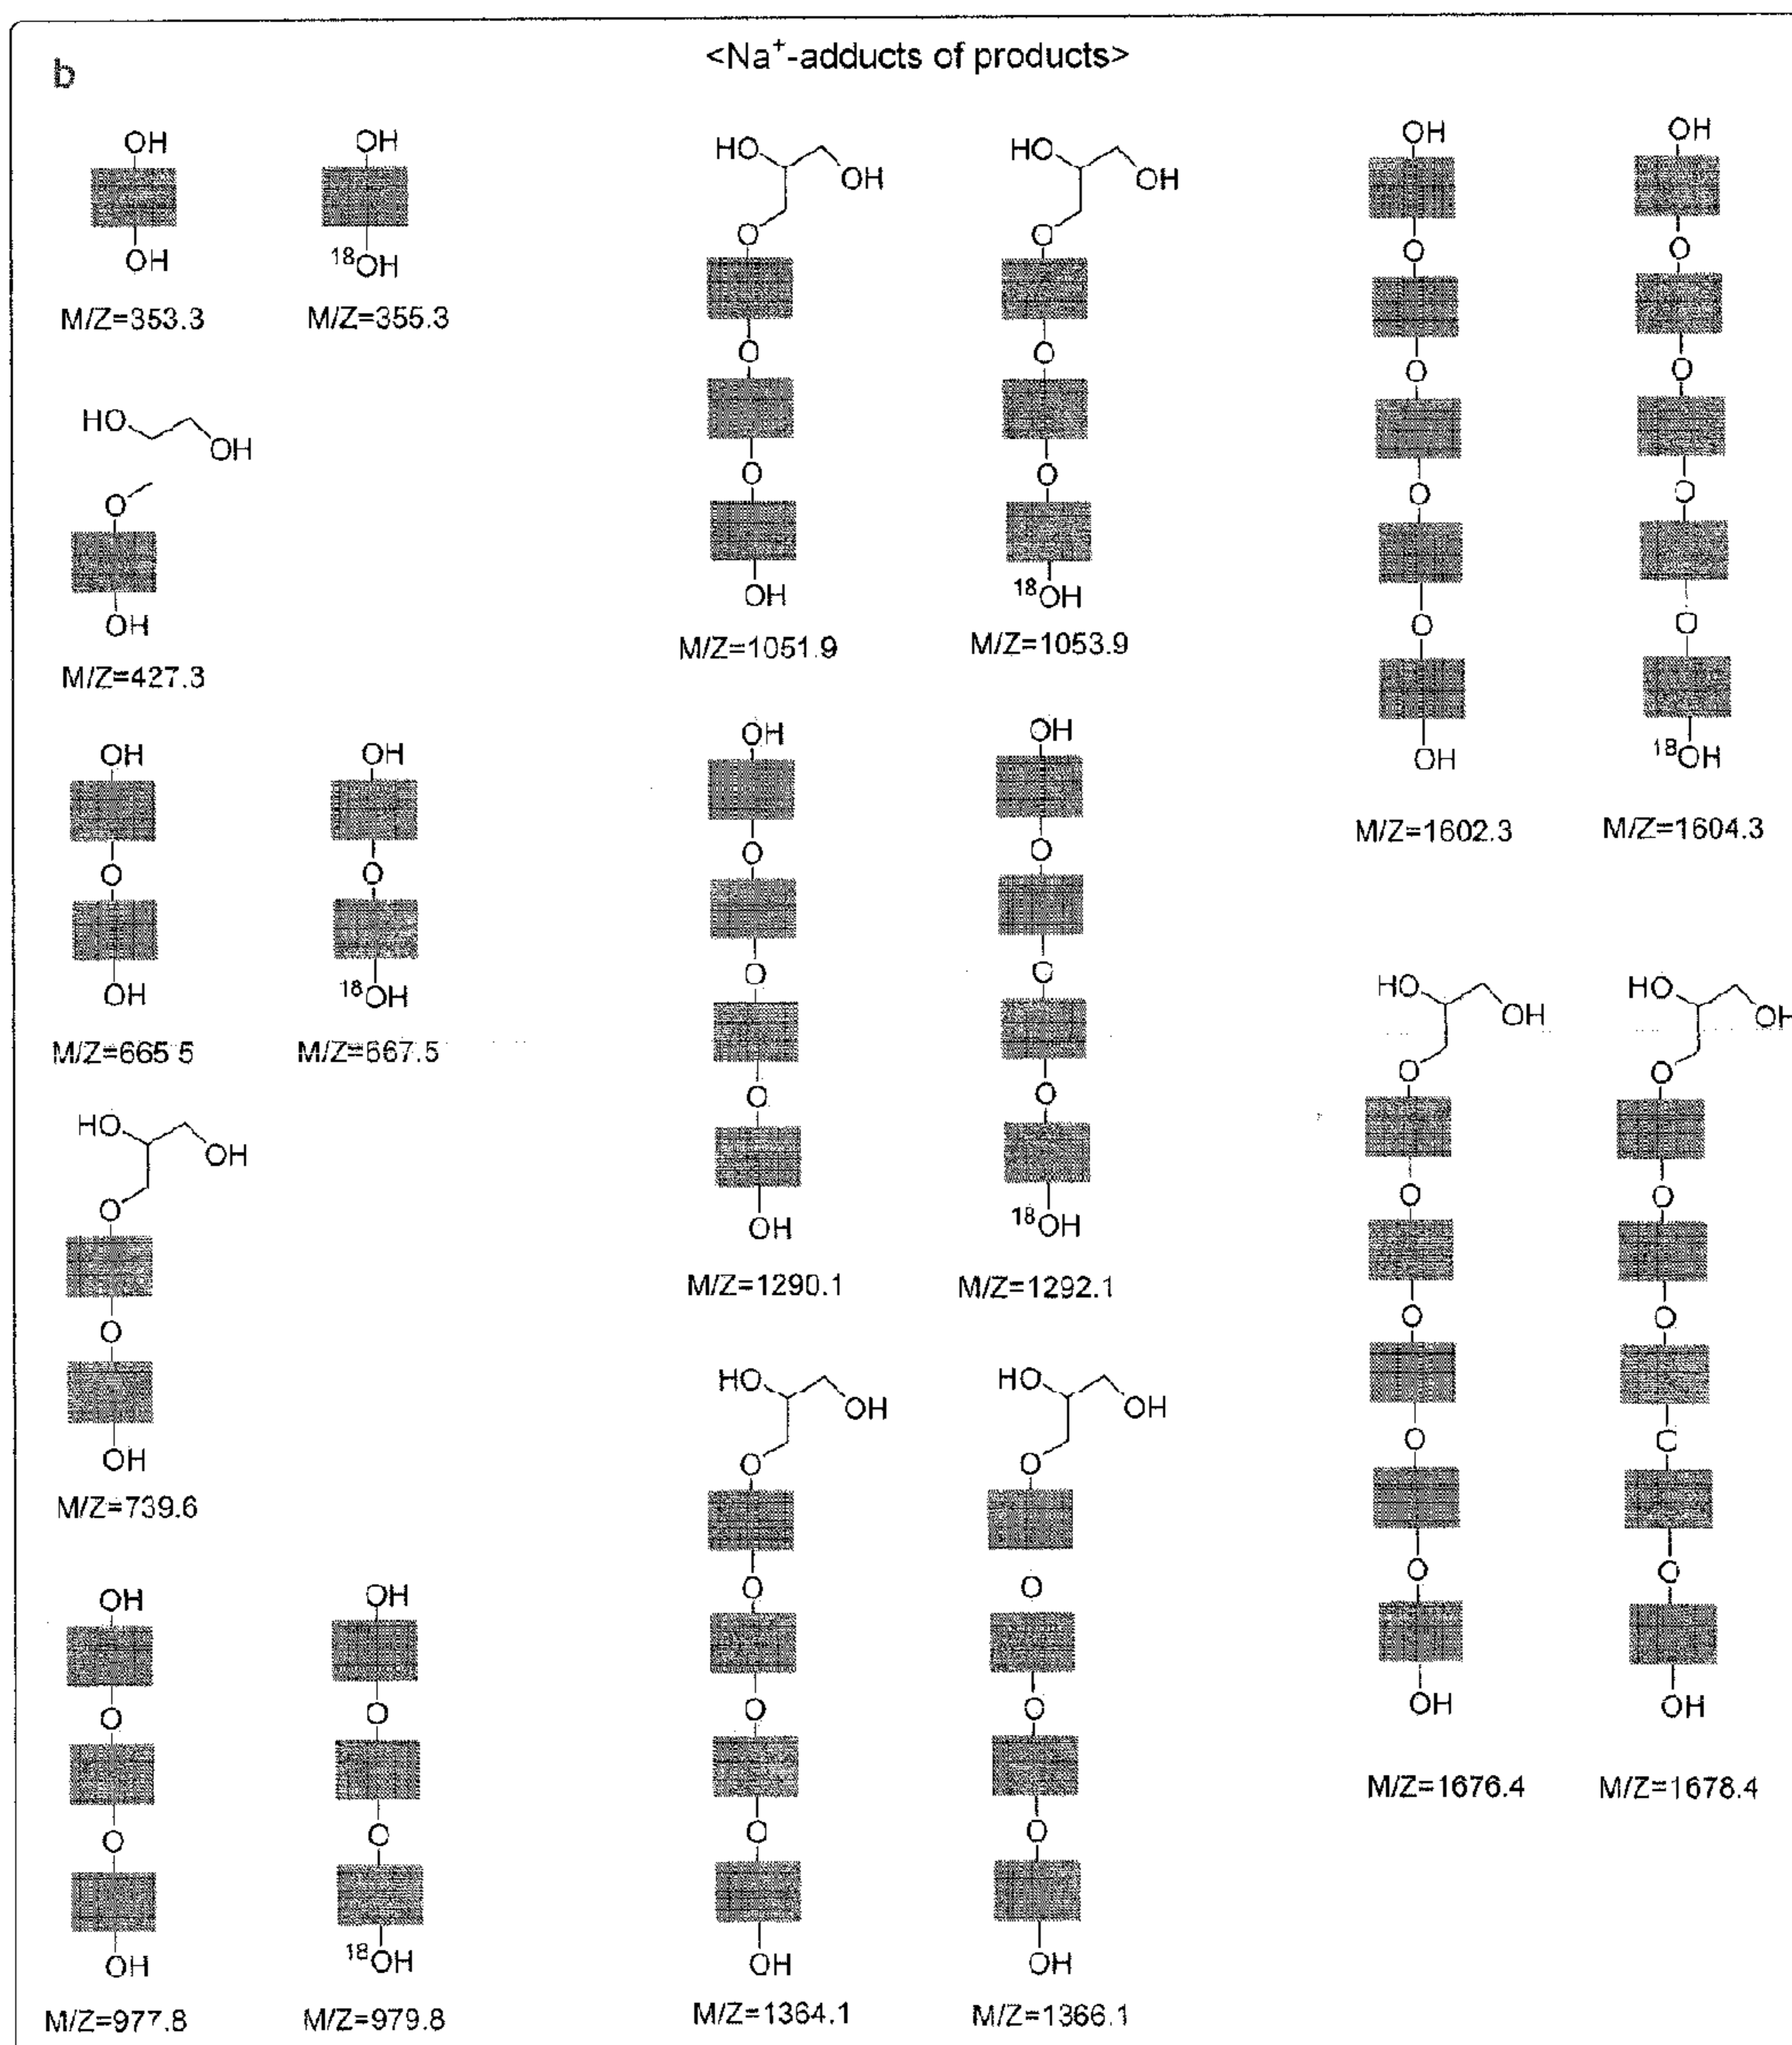 b
<Na⁺-adducts of products>
OH
OH
M/Z=353.3
OH
¹⁸OH
M/Z=355.3
HO
OH
O
OH
M/Z=427.3
OH
O
OH
M/Z=665.5
OH
O
¹⁸OH
M/Z=667.5
HO
OH
O
O
OH
M/Z=739.6
OH
O
O
OH
M/Z=977.8
OH
O
O
¹⁸OH
M/Z=979.8
HO
OH
O
O
O
OH
M/Z=1051.9
HO
OH
O
O
O
¹⁸OH
M/Z=1053.9
OH
O
O
O
OH
M/Z=1290.1
OH
O
O
O
¹⁸OH
M/Z=1292.1
HO
OH
O
O
O
O
OH
M/Z=1364.1
HO
OH
O
O
O
O
OH
M/Z=1366.1
OH
O
O
O
O
OH
M/Z=1602.3
OH
O
O
O
O
¹⁸OH
M/Z=1604.3
HO
OH
O
O
O
O
O
OH
M/Z=1676.4
HO
OH
O
O
O
O
O
OH
M/Z=1678.4